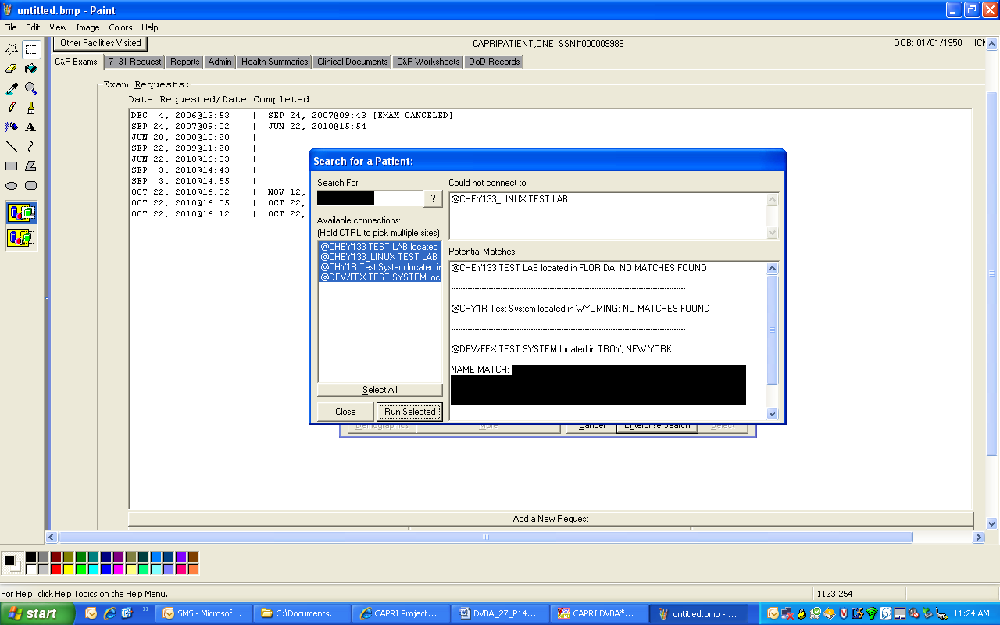 untitled.bmp - Paint
File Edit View Image Colors Help
Other Facilities Visited
CAPRIPATIENT,ONE SSN#000009988
DOB: 01/01/1950 ICN
C&P Exams 7131 Request Reports Admin Health Summaries Clinical Documents C&P Worksheets DoD Records
Exam Requests:
Date Requested/Date Completed
DEC 4, 2006@13:53 | SEP 24, 2007@09:43 [EXAM CANCELED]
SEP 24, 2007@09:02 | JUN 22, 2010@15:54
JUN 20, 2008@10:20 |
SEP 22, 2009@11:28 |
JUN 22, 2010@16:03 |
SEP 3, 2010@14:43 |
SEP 3, 2010@14:55 |
OCT 22, 2010@16:02 | NOV 12,
OCT 22, 2010@16:05 | OCT 22,
OCT 22, 2010@16:12 | OCT 22,
Search for a Patient:
Search For:
?
Available connections:
(Hold CTRL to pick multiple sites)
@CHEY133 TEST LAB located i
@CHEY133_LINUX TEST LAB
@CHY1R Test System located in
@DEV/FEX TEST SYSTEM loc
Select All
Close Run Selected
Could not connect to:
@CHEY133_LINUX TEST LAB
Potential Matches:
@CHEY133 TEST LAB located in FLORIDA: NO MATCHES FOUND
--------------------------------------------------------------------------------
@CHY1R Test System located in WYOMING: NO MATCHES FOUND
--------------------------------------------------------------------------------
@DEV/FEX TEST SYSTEM located in TROY, NEW YORK
NAME MATCH:
Demographics More Cancel Enterprise Search Select
Add a New Request
For Help, click Help Topics on the Help Menu.
1123,254
start
SMS - Microsof...
C:\Documents...
CAPRI Project...
DVBA_27_P14...
CAPRI DVBA*...
untitled.bmp - ...
11:24 AM